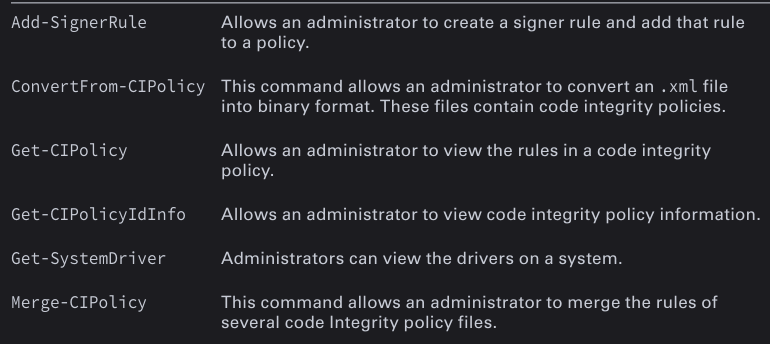 Add-SignerRule Allows an administrator to create a signer rule and add that rule
to a policy.
ConvertFrom-CIPolicy This command allows an administrator to convert an .xml file
into binary format. These files contain code integrity policies.
Get-CIPolicy Allows an administrator to view the rules in a code integrity
policy.
Get-CIPolicyIdInfo Allows an administrator to view code integrity policy information.
Get-SystemDriver Administrators can view the drivers on a system.
Merge-CIPolicy This command allows an administrator to merge the rules of
several code Integrity policy files.